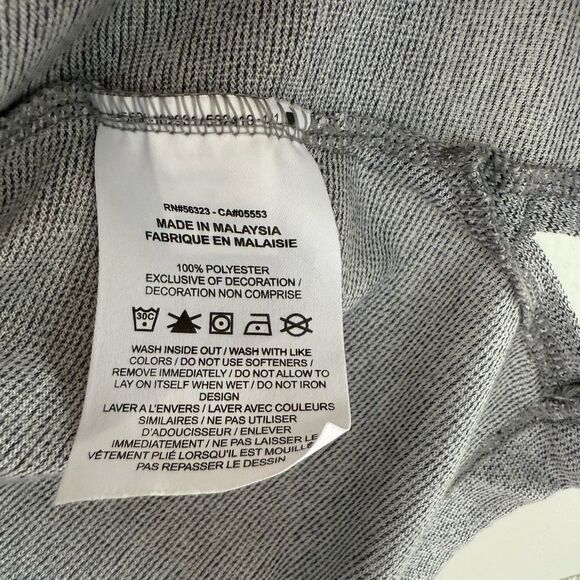 RN#56323 - CA#05553
MADE IN MALAYSIA
FABRIQUE EN MALAISIE
100% POLYESTER
EXCLUSIVE OF DECORATION /
DECORATION NON COMPRISE
30C
WASH INSIDE OUT / WASH WITH LIKE
COLORS / DO NOT USE SOFTENERS /
REMOVE IMMEDIATELY / DO NOT ALLOW TO
LAY ON ITSELF WHEN WET / DO NOT IRON
DESIGN
LAVER A L'ENVERS / LAVER AVEC COULEURS
SIMILAIRES / NE PAS UTILISER
D'ADOUCISSEUR / ENLEVER
IMMEDIATEMENT / NE PAS LAISSER LE
VÊTEMENT PLIÉ LORSQU'IL EST MOUILLÉ
PAS REPASSER LE DESSIN